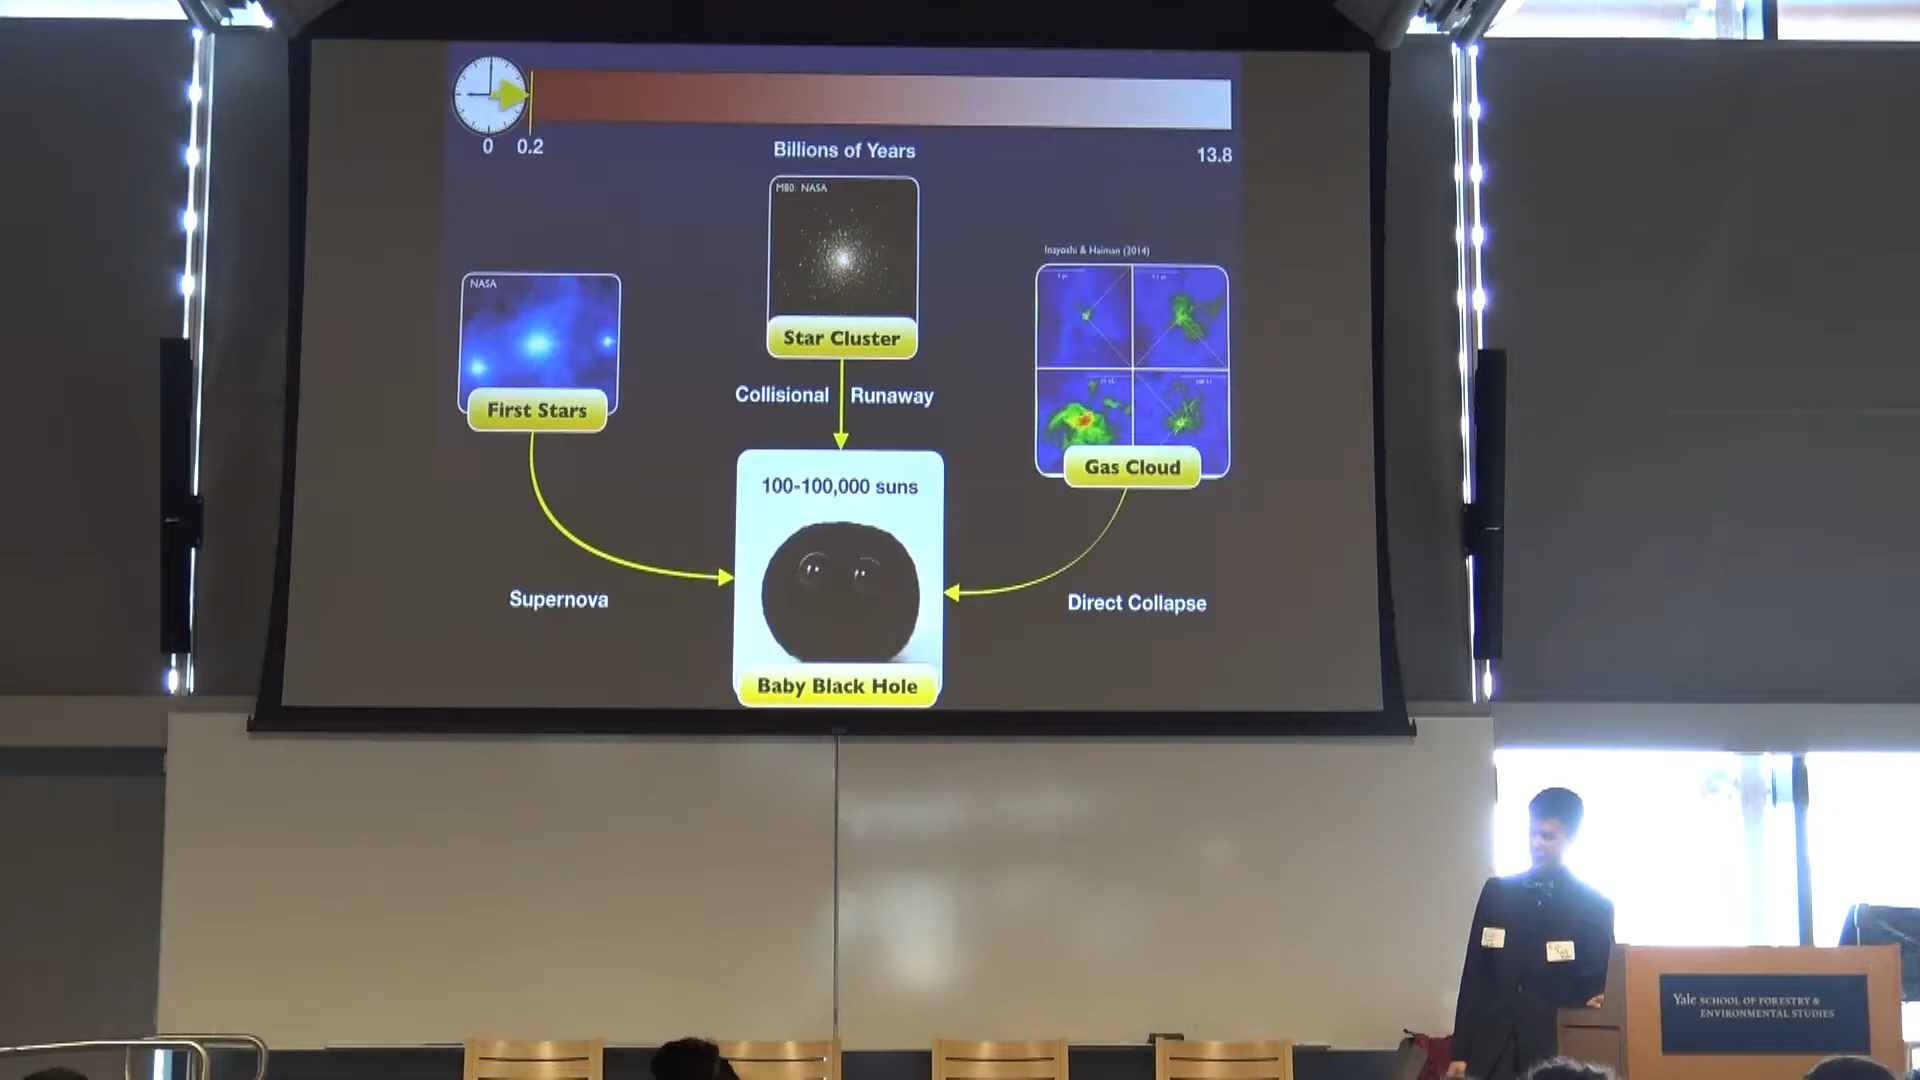 0
0.2
Billions of Years
13.8
M80: NASA
Star Cluster
Inayoshi & Haiman (2014)
NASA
First Stars
Collisional Runaway
Gas Cloud
100-100,000 suns
Supernova
Direct Collapse
Baby Black Hole
Yale SCHOOL OF FORESTRY &
ENVIRONMENTAL STUDIES